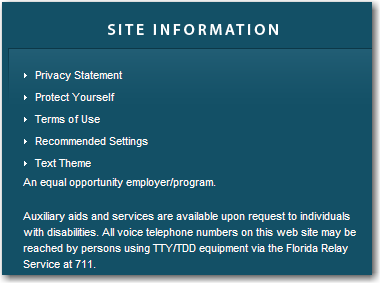 SITE INFORMATION
Privacy Statement
Protect Yourself
Terms of Use
Recommended Settings
Text Theme
An equal opportunity employer/program.
Auxiliary aids and services are available upon request to individuals
with disabilities. All voice telephone numbers on this web site may be
reached by persons using TTY/TDD equipment via the Florida Relay
Service at 711.